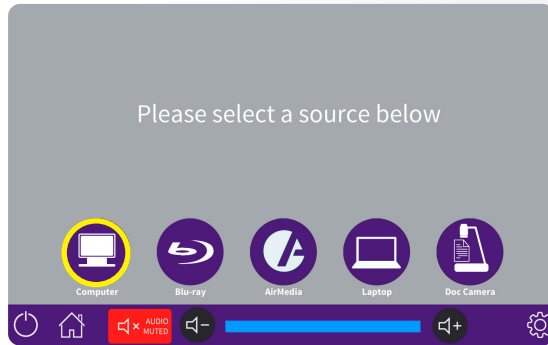 Please select a source below
Computer Blu-ray AirMedia Laptop Doc Camera
AUDIO
MUTED